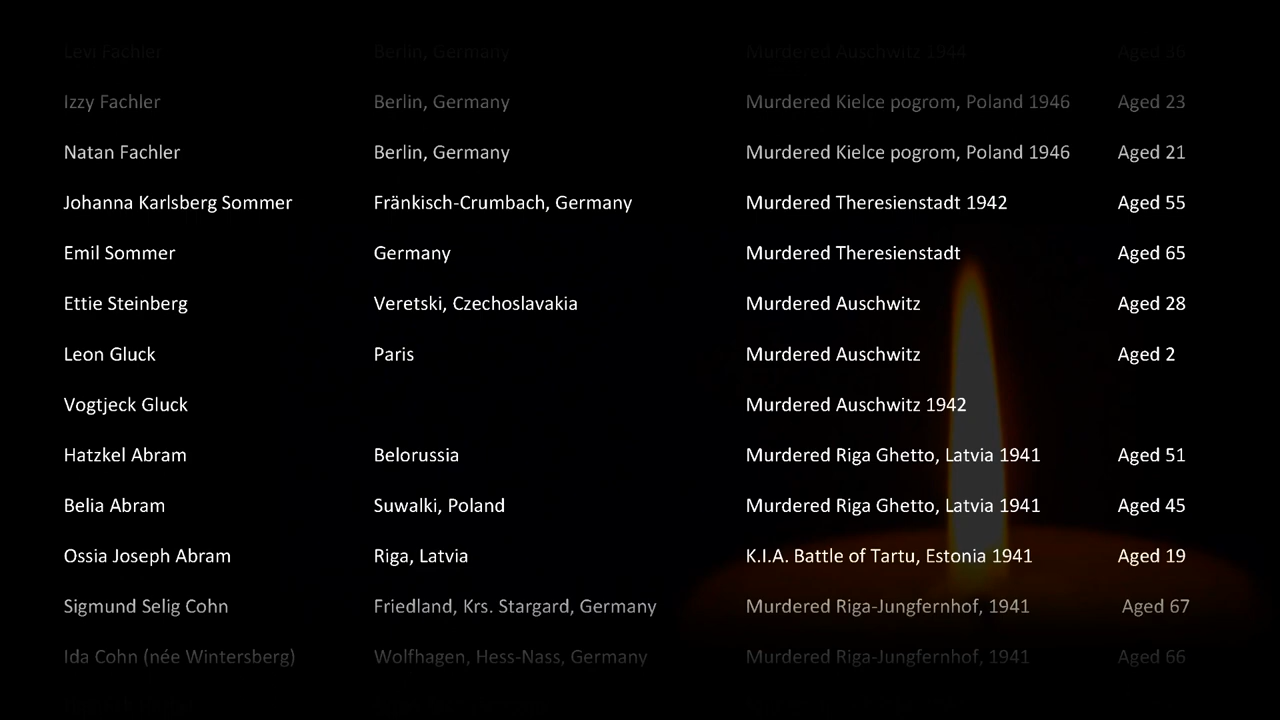 Levi Fachler Berlin, Germany Murdered Auschwitz 1944 Aged 36
Izzy Fachler Berlin, Germany Murdered Kielce pogrom, Poland 1946 Aged 23
Natan Fachler Berlin, Germany Murdered Kielce pogrom, Poland 1946 Aged 21
Johanna Karlsberg Sommer Fränkisch-Crumbach, Germany Murdered Theresienstadt 1942 Aged 55
Emil Sommer Germany Murdered Theresienstadt Aged 65
Ettie Steinberg Veretski, Czechoslavakia Murdered Auschwitz Aged 28
Leon Gluck Paris Murdered Auschwitz Aged 2
Vogtjeck Gluck Murdered Auschwitz 1942
Hatzkel Abram Belorussia Murdered Riga Ghetto, Latvia 1941 Aged 51
Belia Abram Suwalki, Poland Murdered Riga Ghetto, Latvia 1941 Aged 45
Ossia Joseph Abram Riga, Latvia K.I.A. Battle of Tartu, Estonia 1941 Aged 19
Sigmund Selig Cohn Friedland, Krs. Stargard, Germany Murdered Riga-Jungfernhof, 1941 Aged 67
Ida Cohn (née Wintersberg) Wolfhagen, Hess-Nass, Germany Murdered Riga-Jungfernhof, 1941 Aged 66